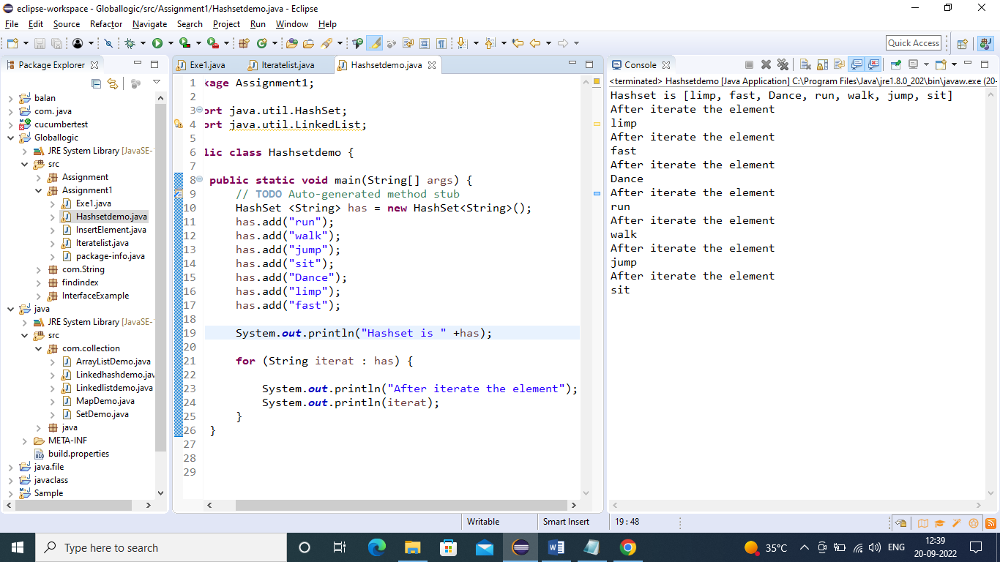 eclipse-workspace - Globallogic/src/Assignment1/Hashsetdemo.java - Eclipse
File Edit Source Refactor Navigate Search Project Run Window Help
Quick Access
Package Explorer
balan
com. java
cucumbertest
Globallogic
JRE System Library [JavaSE-
src
Assignment
Assignment1
Exe1.java
Hashsetdemo.java
InsertElement.java
Iteratelist.java
package-info.java
com.String
findindex
InterfaceExample
java
JRE System Library [JavaSE-
src
com.collection
ArrayListDemo.java
Linkedhashdemo.jav
Linkedlistdemo.java
MapDemo.java
SetDemo.java
java
META-INF
build.properties
java.file
javaclass
Sample
Exe1.java Iteratelist.java Hashsetdemo.java
1 kage Assignment1;
2
3 ort java.util.HashSet;
4 ort java.util.LinkedList;
5
6 lic class Hashsetdemo {
7
8 public static void main(String[] args) {
9 // TODO Auto-generated method stub
10 HashSet <String> has = new HashSet<String>();
11 has.add("run");
12 has.add("walk");
13 has.add("jump");
14 has.add("sit");
15 has.add("Dance");
16 has.add("limp");
17 has.add("fast");
18
19 System.out.println("Hashset is " +has);
20
21 for (String iterat : has) {
22
23 System.out.println("After iterate the element");
24 System.out.println(iterat);
25 }
26 }
27
28
29
Console
<terminated> Hashsetdemo [Java Application] C:\Program Files\Java\jre1.8.0_202\bin\javaw.exe (20-
Hashset is [limp, fast, Dance, run, walk, jump, sit]
After iterate the element
limp
After iterate the element
fast
After iterate the element
Dance
After iterate the element
run
After iterate the element
walk
After iterate the element
jump
After iterate the element
sit
Writable Smart Insert 19 : 48
Type here to search
35°C ENG 12:39
20-09-2022